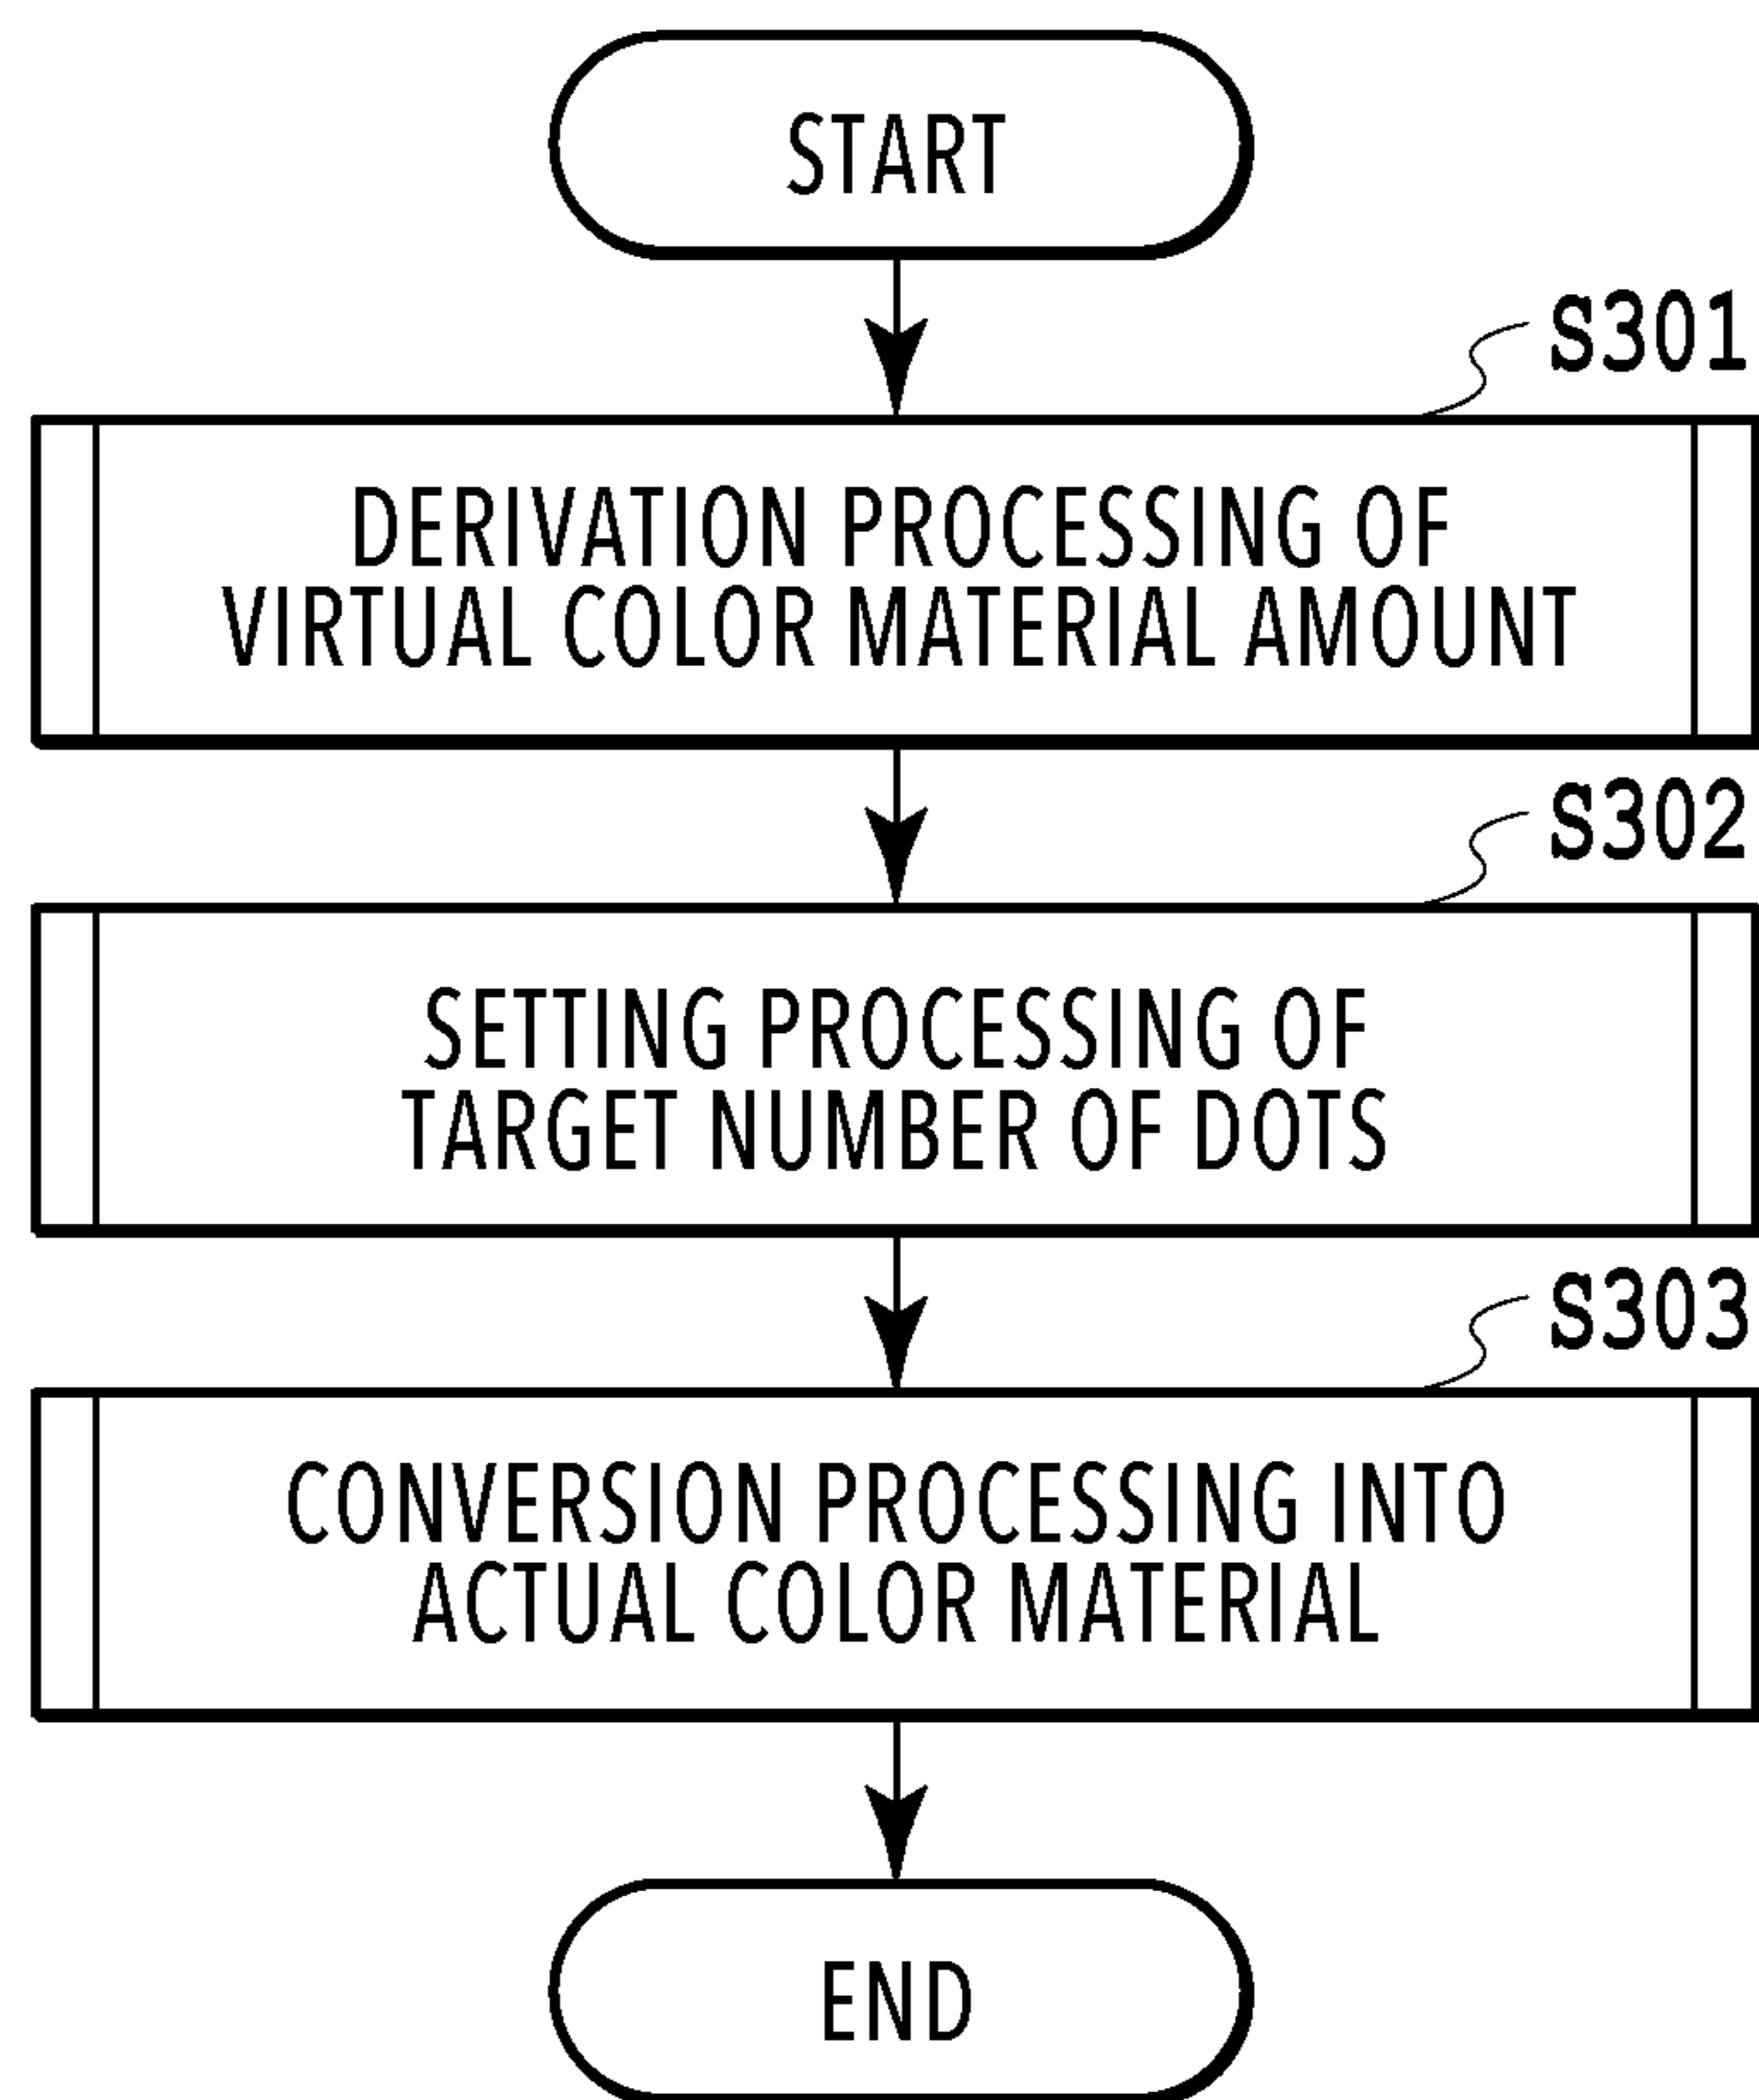 START
S301
DERIVATION PROCESSING OF
VIRTUAL COLOR MATERIAL AMOUNT
S302
SETTING PROCESSING OF
TARGET NUMBER OF DOTS
S303
CONVERSION PROCESSING INTO
ACTUAL COLOR MATERIAL
END